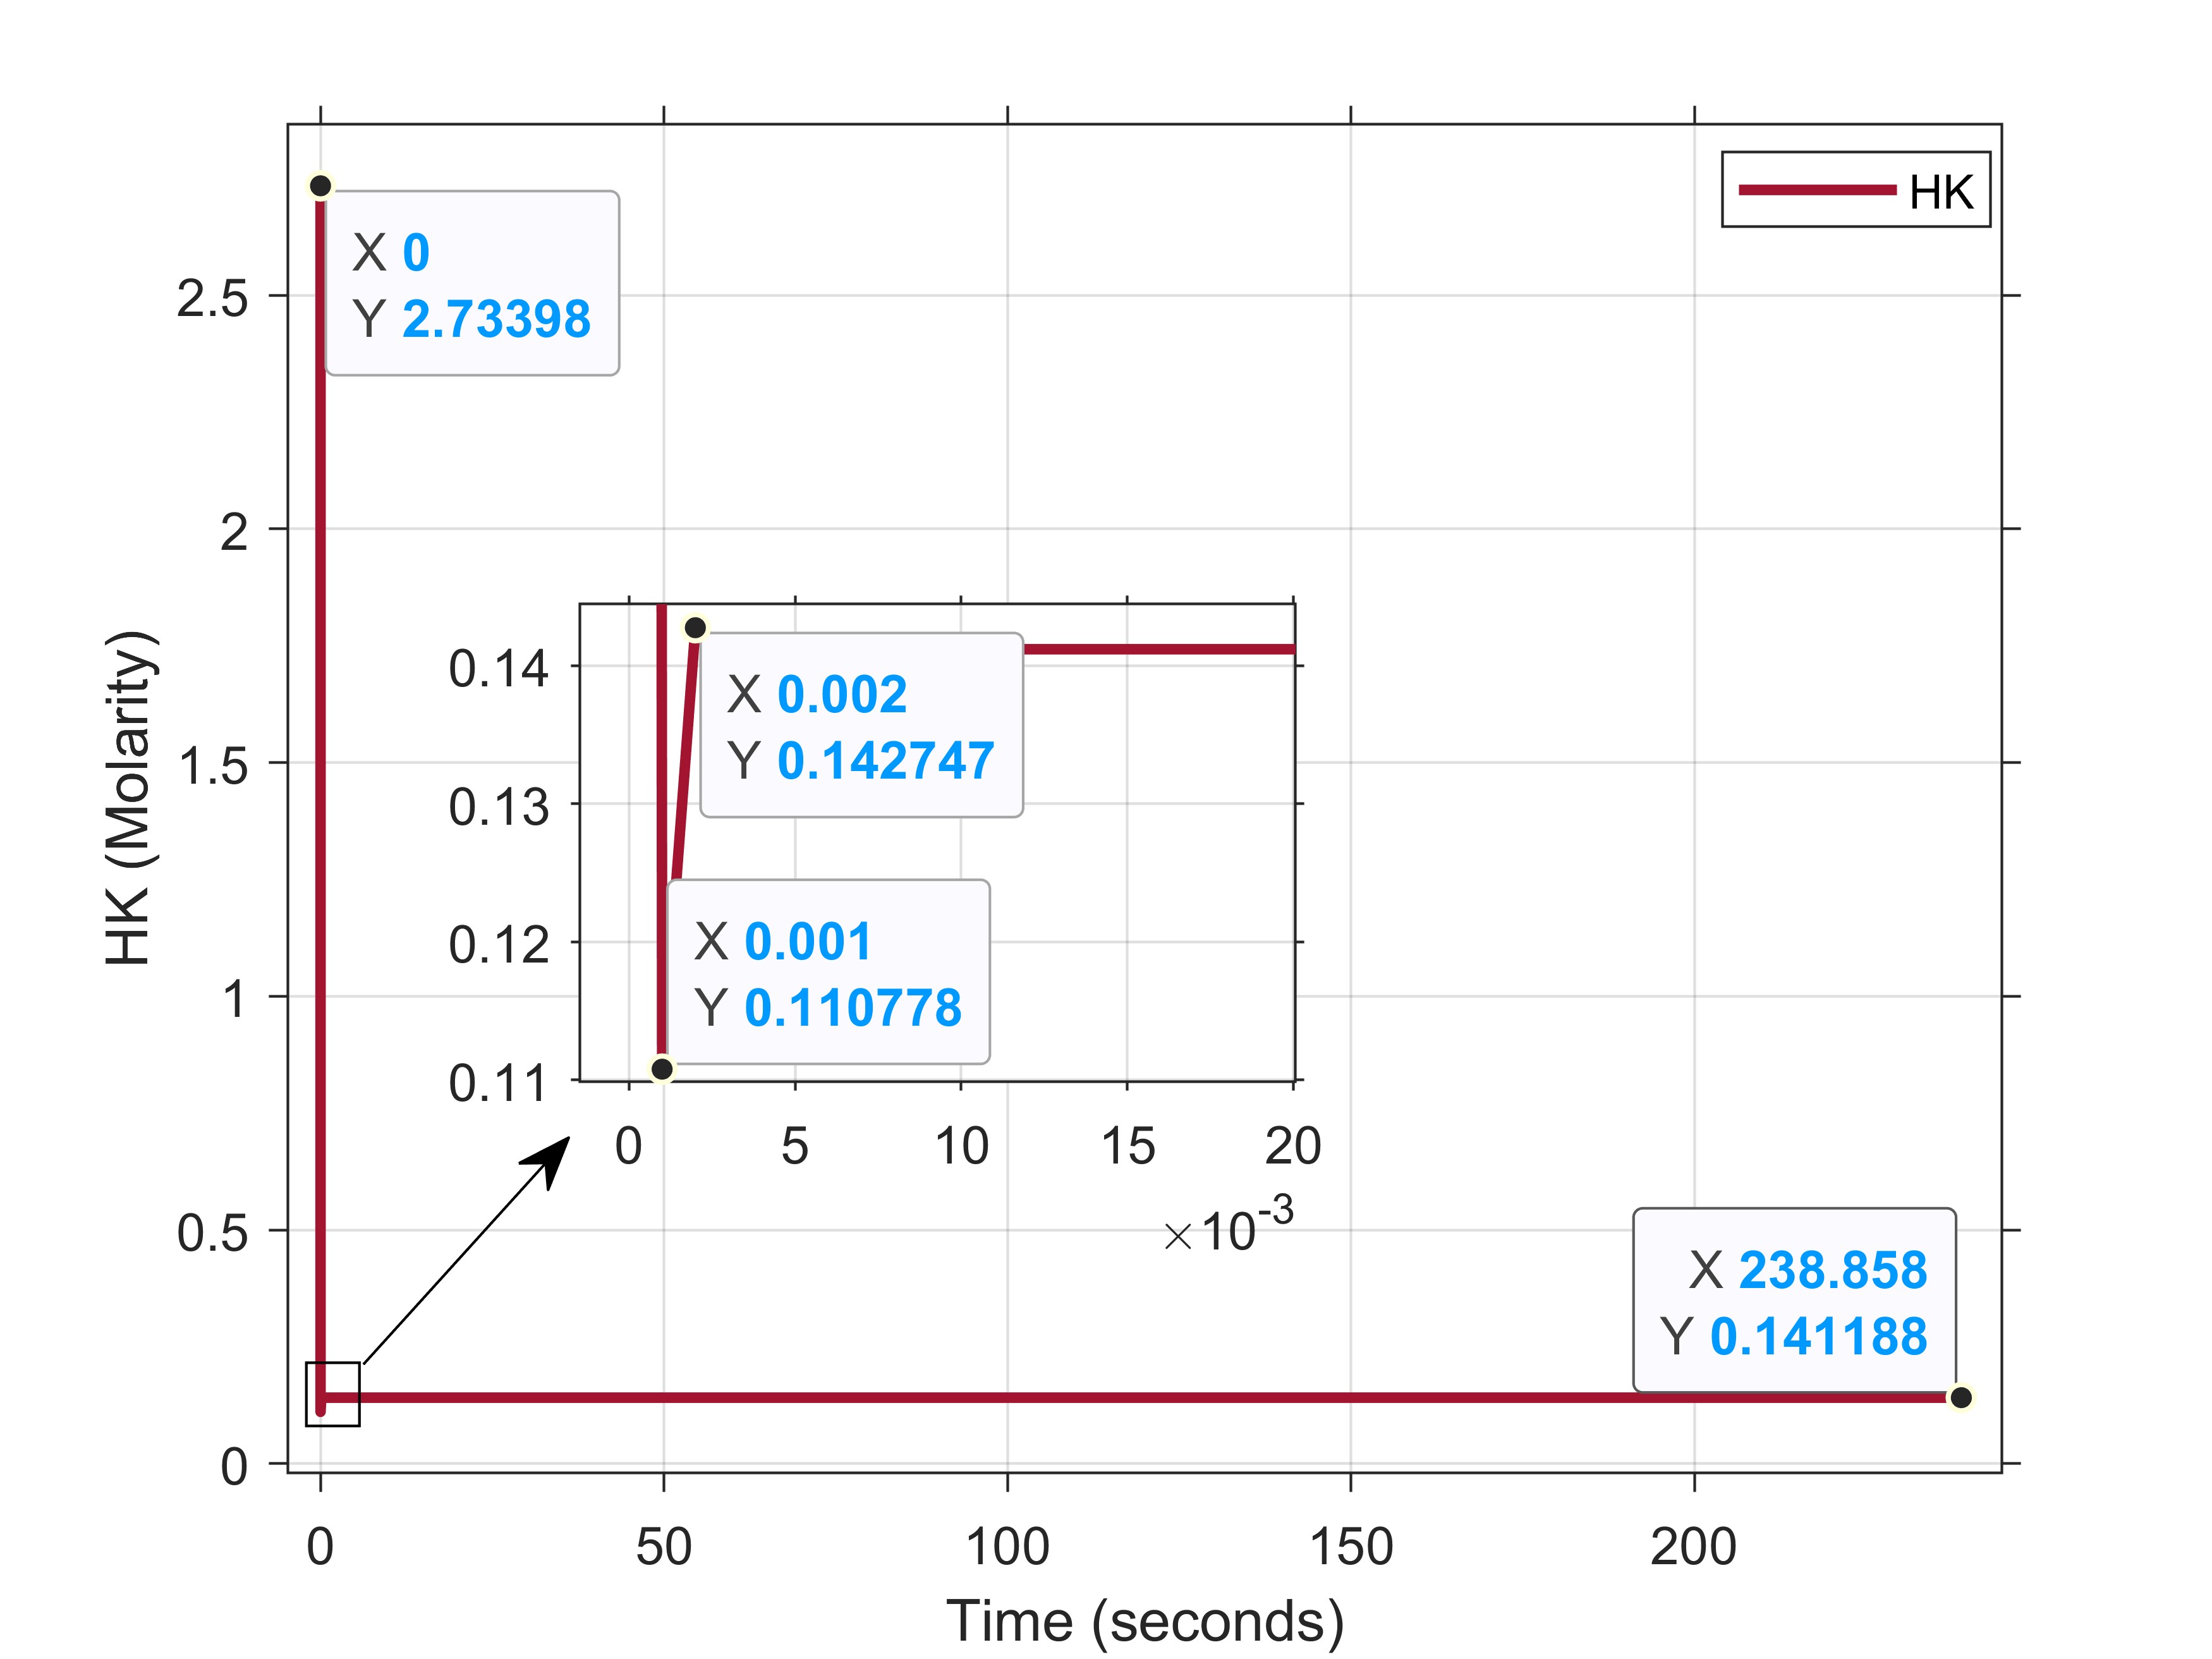 HK
X 0
Y 2.73398
2.5
2
1.5
1
0.5
0
HK (Molarity)
0.14
0.13
0.12
0.11
X 0.002
Y 0.142747
X 0.001
Y 0.110778
0 5 10 15 20
×10-3
X 238.858
Y 0.141188
0 50 100 150 200
Time (seconds)